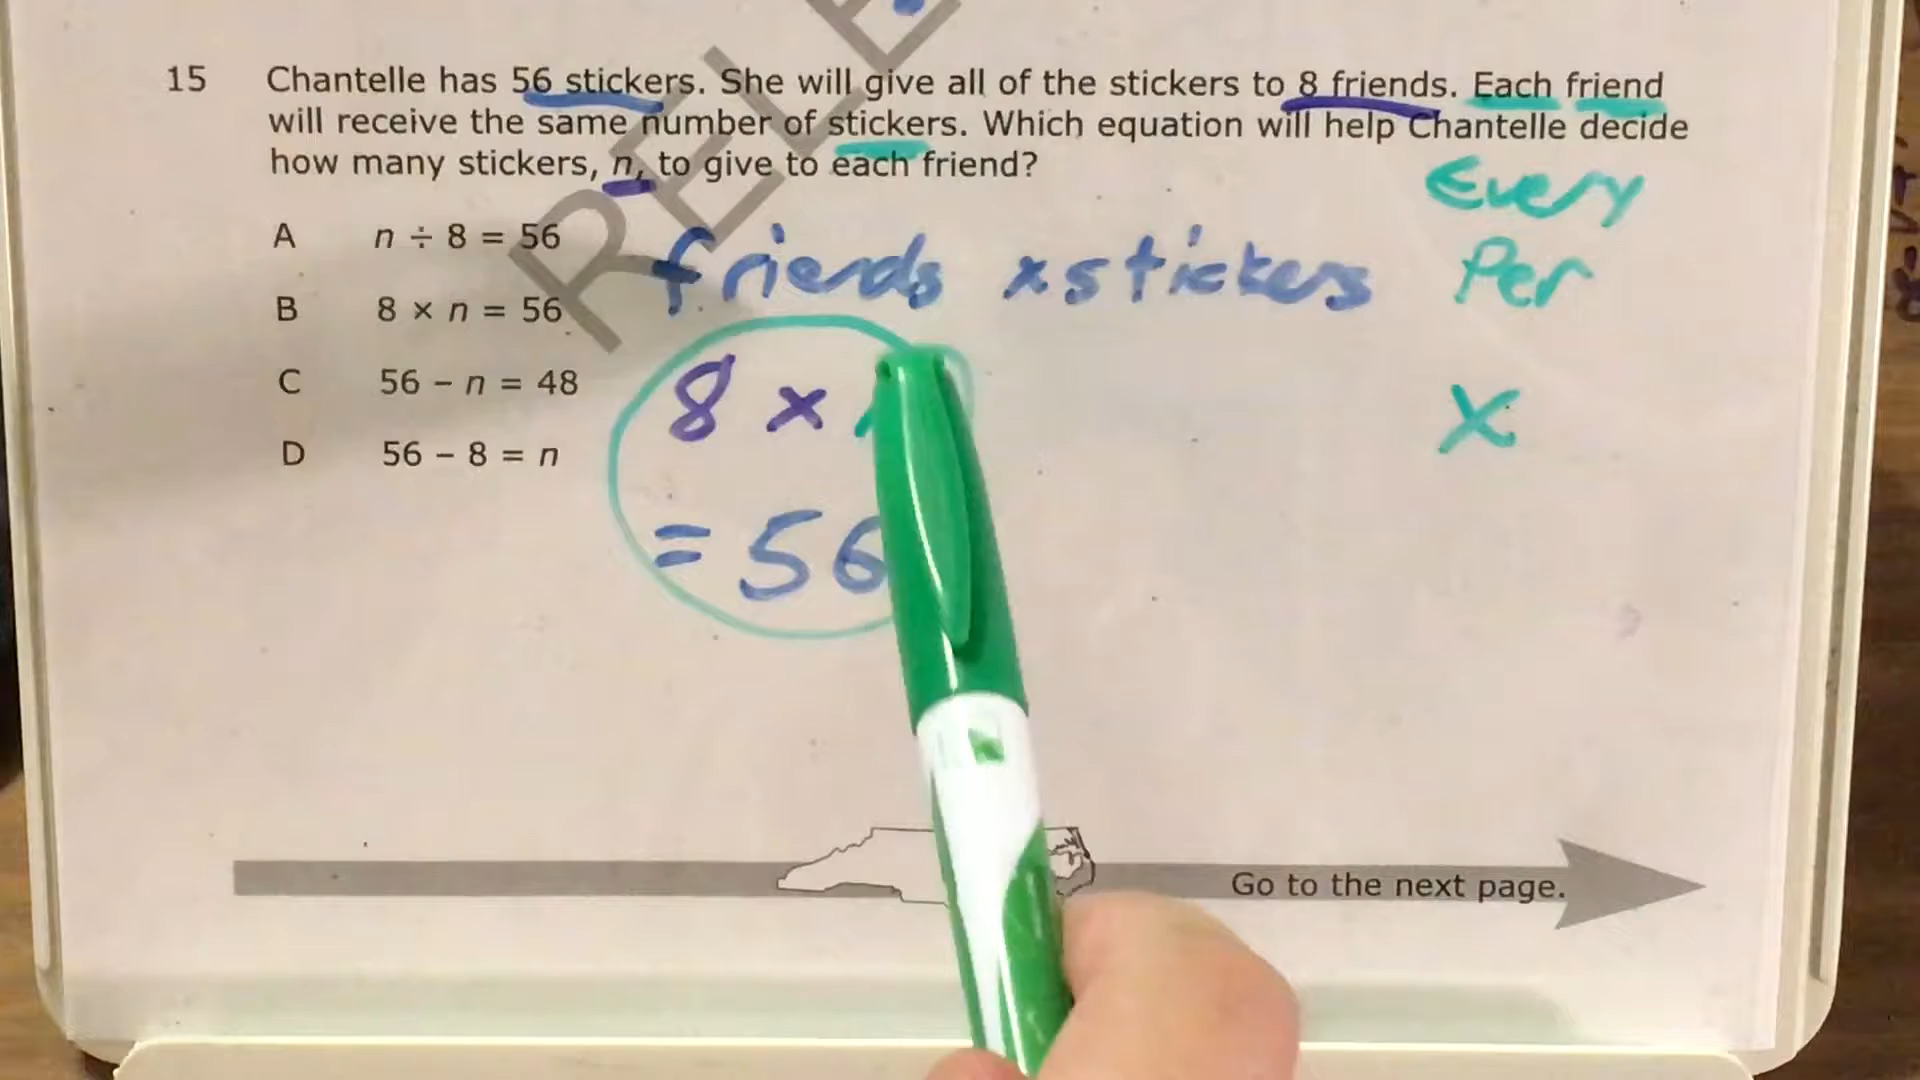 RELE
15 Chantelle has 56 stickers. She will give all of the stickers to 8 friends. Each friend
will receive the same number of stickers. Which equation will help Chantelle decide
how many stickers, n, to give to each friend?
Every
A n ÷ 8 = 56
friends x stickers Per
B 8 × n = 56
C 56 – n = 48
8 x
X
D 56 – 8 = n
= 56
Go to the next page.